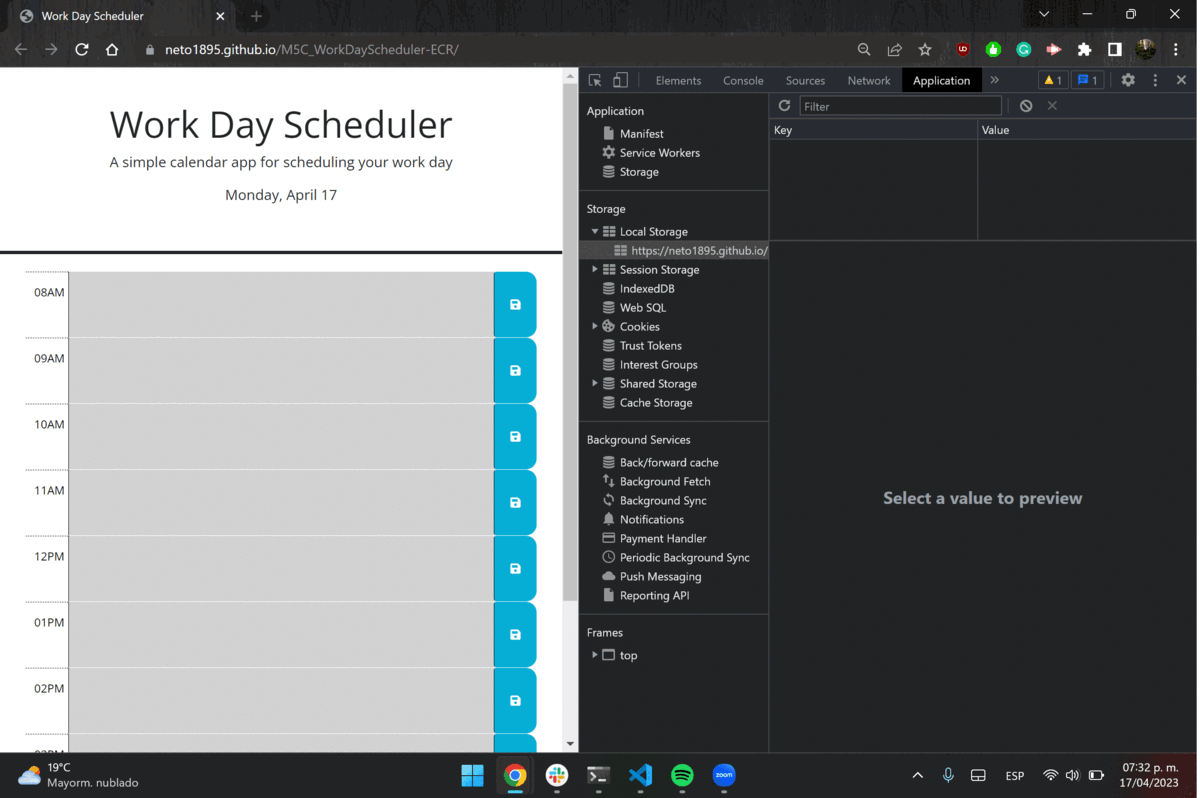 Work Day Scheduler
neto1895.github.io/M5C_WorkDayScheduler-ECR/
Work Day Scheduler
A simple calendar app for scheduling your work day
Monday, April 17
08AM
09AM
10AM
11AM
12PM
01PM
02PM
03PM
Elements Console Sources Network Application » 1 1
Application
Manifest
Service Workers
Storage
Storage
Local Storage
https://neto1895.github.io/
Session Storage
IndexedDB
Web SQL
Cookies
Trust Tokens
Interest Groups
Shared Storage
Cache Storage
Background Services
Back/forward cache
Background Fetch
Background Sync
Notifications
Payment Handler
Periodic Background Sync
Push Messaging
Reporting API
Frames
top
Filter
Key Value
Select a value to preview
19°C
Mayorm. nublado
zoom
ESP
07:32 p. m.
17/04/2023